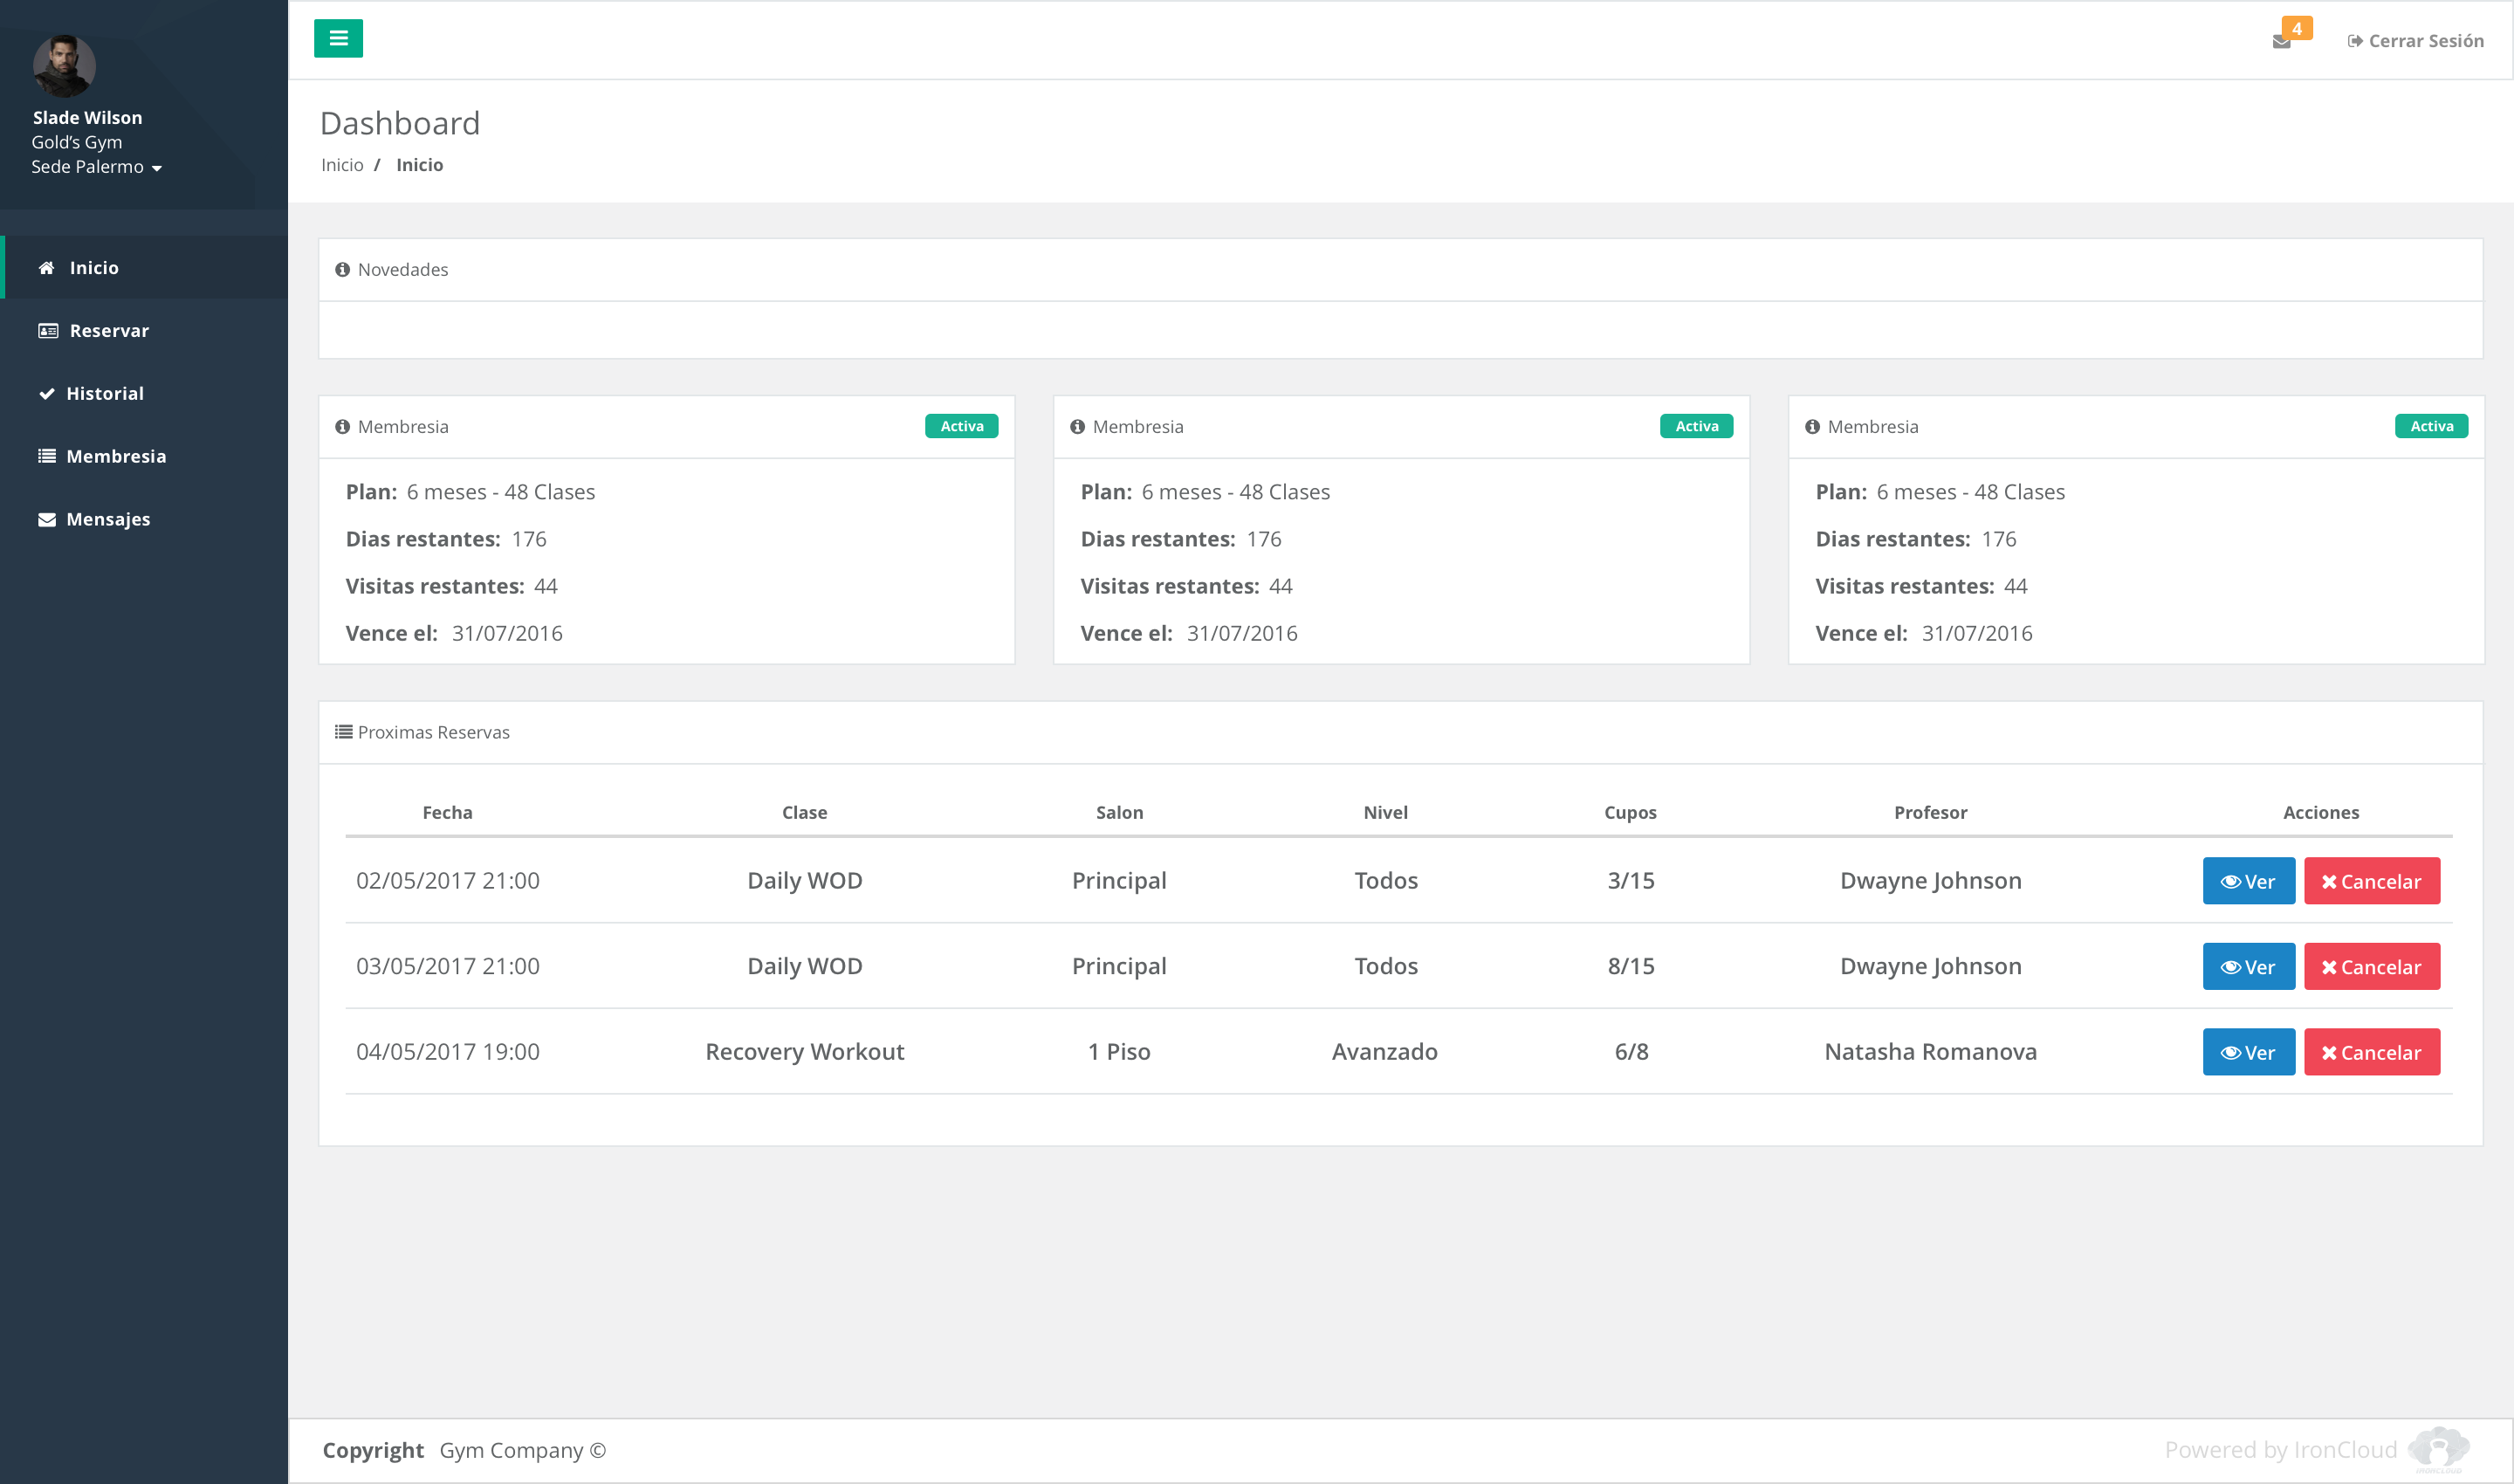 4
Cerrar Sesión
Slade Wilson
Gold's Gym
Sede Palermo
Dashboard
Inicio / Inicio
Inicio
Reservar
Historial
Membresia
Mensajes
Novedades
Membresia Activa
Plan: 6 meses - 48 Clases
Dias restantes: 176
Visitas restantes: 44
Vence el: 31/07/2016
Membresia Activa
Plan: 6 meses - 48 Clases
Dias restantes: 176
Visitas restantes: 44
Vence el: 31/07/2016
Membresia Activa
Plan: 6 meses - 48 Clases
Dias restantes: 176
Visitas restantes: 44
Vence el: 31/07/2016
Proximas Reservas
Fecha Clase Salon Nivel Cupos Profesor Acciones
02/05/2017 21:00 Daily WOD Principal Todos 3/15 Dwayne Johnson Ver Cancelar
03/05/2017 21:00 Daily WOD Principal Todos 8/15 Dwayne Johnson Ver Cancelar
04/05/2017 19:00 Recovery Workout 1 Piso Avanzado 6/8 Natasha Romanova Ver Cancelar
Copyright Gym Company ©
Powered by IronCloud
IRONCLOUD